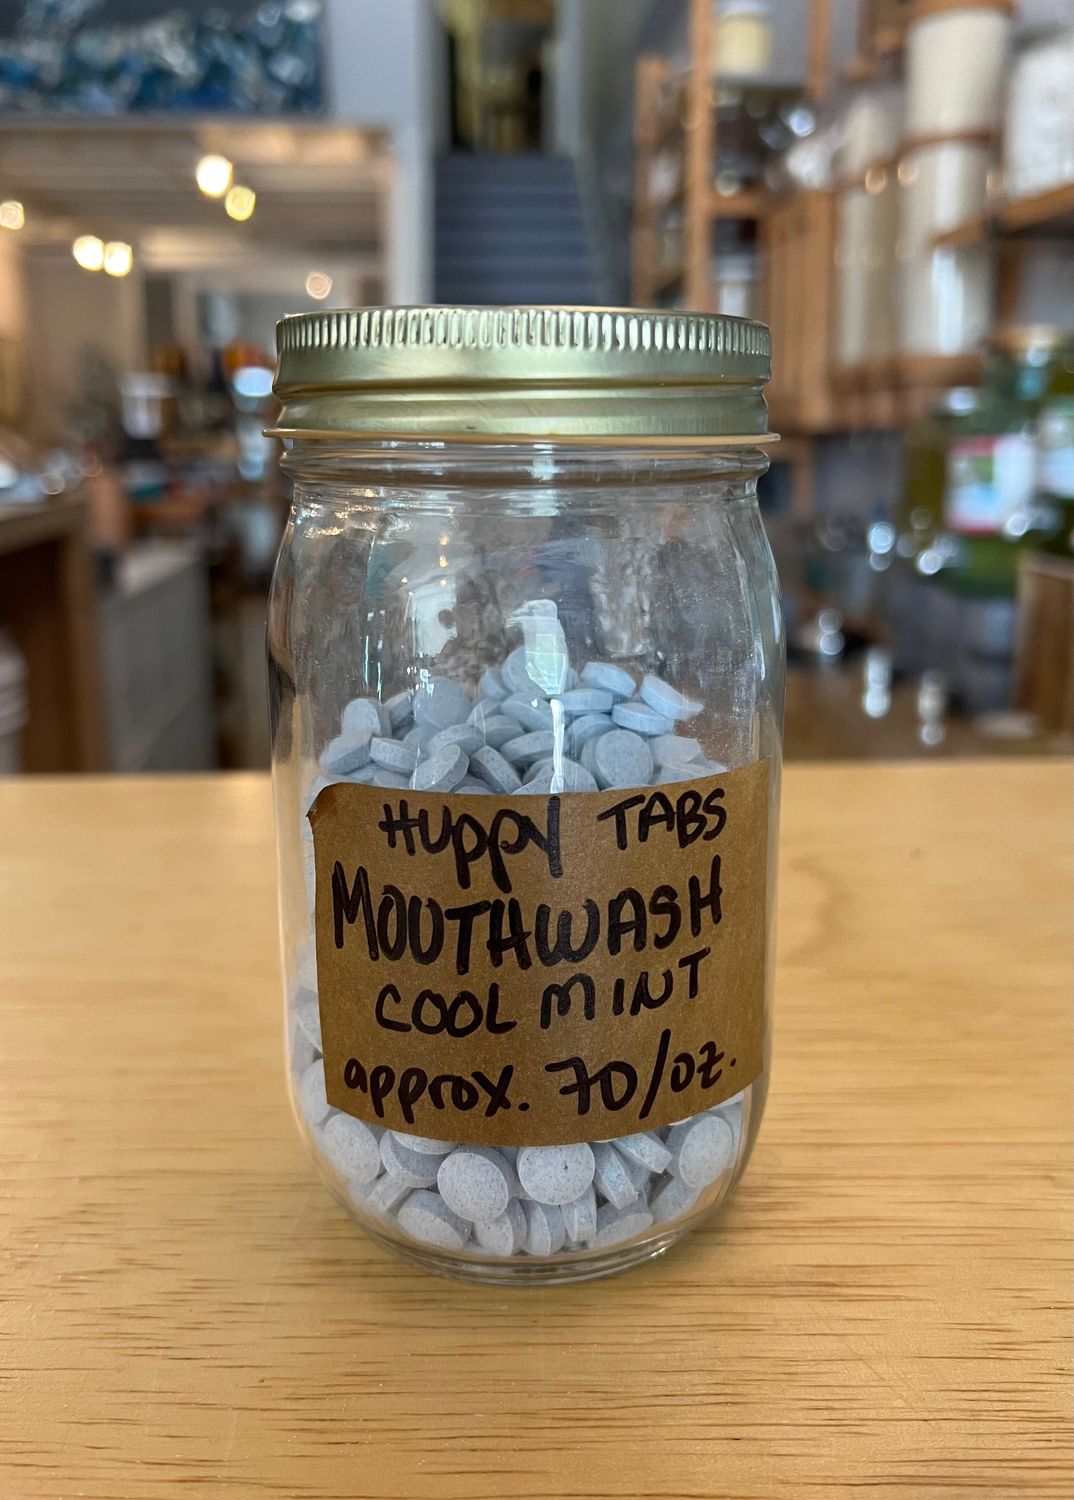 HUPPY TABS
MOUTHWASH
COOL MINT
approx. 70/oz.